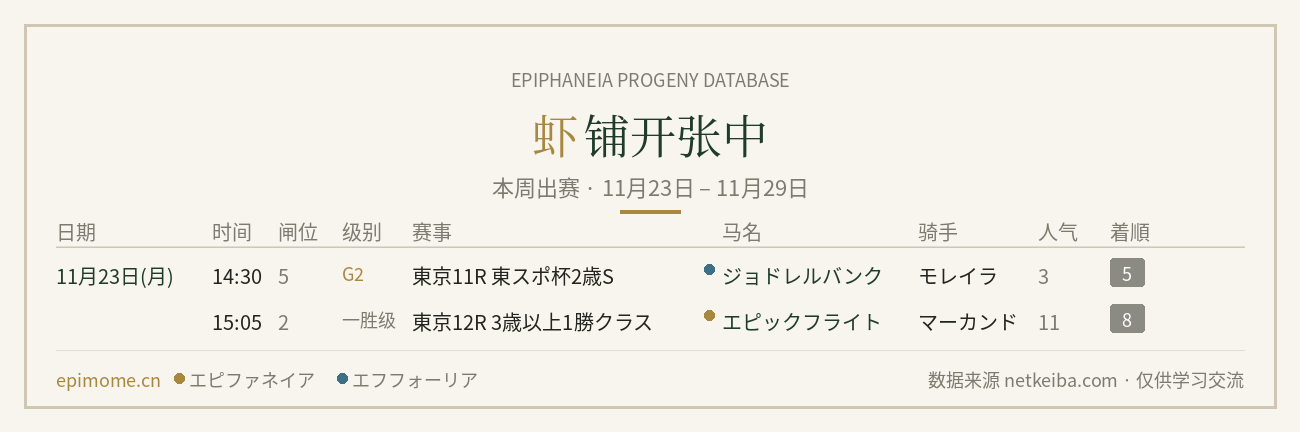 EPIPHANEIA PROGENY DATABASE
虾铺开张中
本周出赛 · 11月23日 – 11月29日
日期 时间 闸位 级别 赛事 马名 骑手 人气 着順
11月23日(月) 14:30 5 G2 東京11R 東スポ杯2歳S ジョドレルバンク モレイラ 3 5
15:05 2 一胜级 東京12R 3歳以上1勝クラス エピックフライト マーカンド 11 8
epimome.cn エピファネイア エフフォーリア 数据来源 netkeiba.com · 仅供学习交流